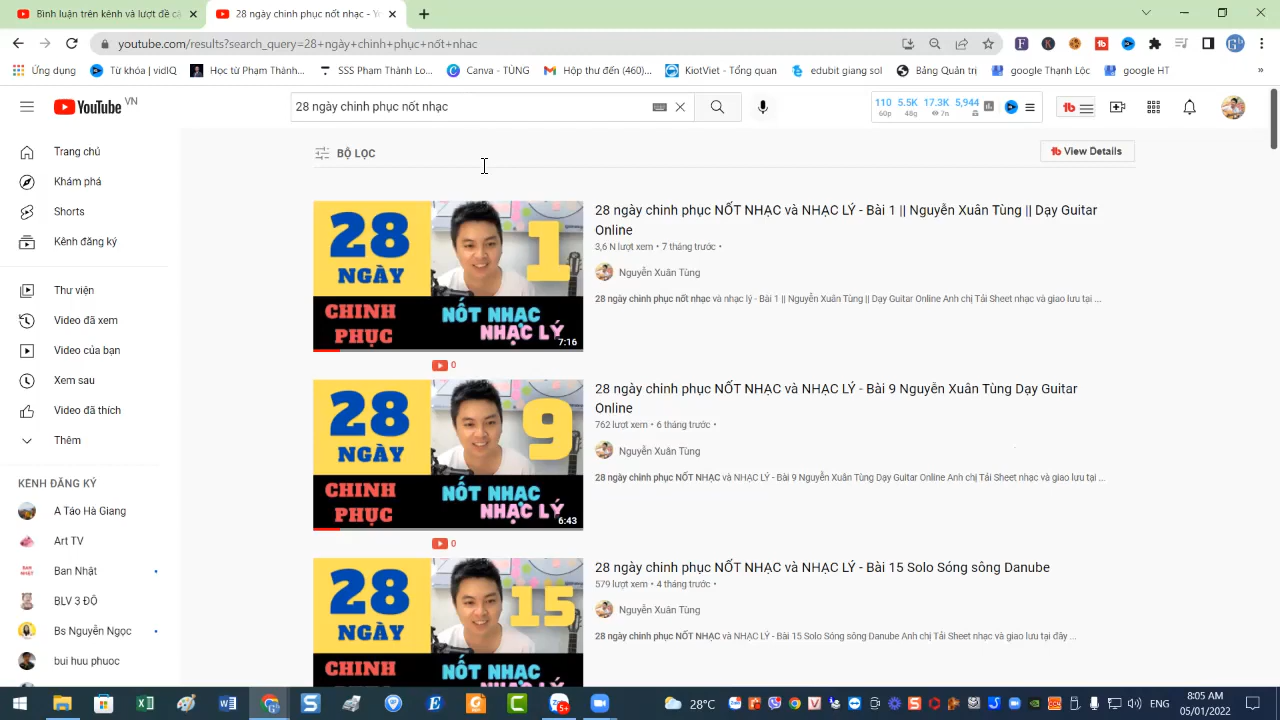 Bình luận và lượt đề cậ
28 ngày chinh phục nốt nhạc - Yo
youtube.com/results?search_query=28+ngày+chinh+phục+nốt+nhạc
Ứng dụng
Từ khóa | vidIQ
Học từ Phạm Thành...
SSS Phạm Thành Lo...
Canva - TÙNG
Hộp thư đến (460)...
KiotViet - Tổng quan
edubit giang sol
Bảng Quản Trị
google HT
google HT
»
YouTube VN
28 ngày chinh phục nốt nhạc
110 5.5K 17.3K 5,944
60p 48g 7n
BỘ LỌC
View Details
Trang chủ
Khám phá
Shorts
Kênh đăng ký
Thư viện
Video đã xem
Video của bạn
Xem sau
Video đã thích
Thêm
KÊNH ĐĂNG KÝ
A Táo Hà Giang
Art TV
Ban Nhật
BLV 3 ĐỘ
Bs Nguyễn Ngọc
bui huu phuoc
28 NGÀY
1
CHINH PHỤC
NỐT NHẠC
NHẠC LÝ
7:16
0
28 ngày chinh phục NỐT NHẠC và NHẠC LÝ - Bài 1 || Nguyễn Xuân Tùng || Dạy Guitar
Online
3,6 N lượt xem • 7 tháng trước •
Nguyễn Xuân Tùng
28 ngày chinh phục nốt nhạc và nhạc lý - Bài 1 || Nguyễn Xuân Tùng || Dạy Guitar Online Anh chị Tải Sheet nhạc và giao lưu tại ...
28 NGÀY
9
CHINH PHỤC
NỐT NHẠC
NHẠC LÝ
6:43
0
28 ngày chinh phục NỐT NHẠC và NHẠC LÝ - Bài 9 Nguyễn Xuân Tùng Dạy Guitar
Online
762 lượt xem • 6 tháng trước •
Nguyễn Xuân Tùng
28 ngày chinh phục NỐT NHẠC và NHẠC LÝ - Bài 9 Nguyễn Xuân Tùng Dạy Guitar Online Anh chị Tải Sheet nhạc và giao lưu tại ...
28 NGÀY
15
CHINH
NỐT NHẠC
28 ngày chinh phục NỐT NHẠC và NHẠC LÝ - Bài 15 Solo Sóng sông Danube
579 lượt xem • 4 tháng trước •
Nguyễn Xuân Tùng
28 ngày chinh phục NỐT NHẠC và NHẠC LÝ - Bài 15 Solo Sóng sông Danube Anh chị Tải Sheet nhạc và giao lưu tại đây ...
5+
28°C
ENG
8:05 AM
05/01/2022